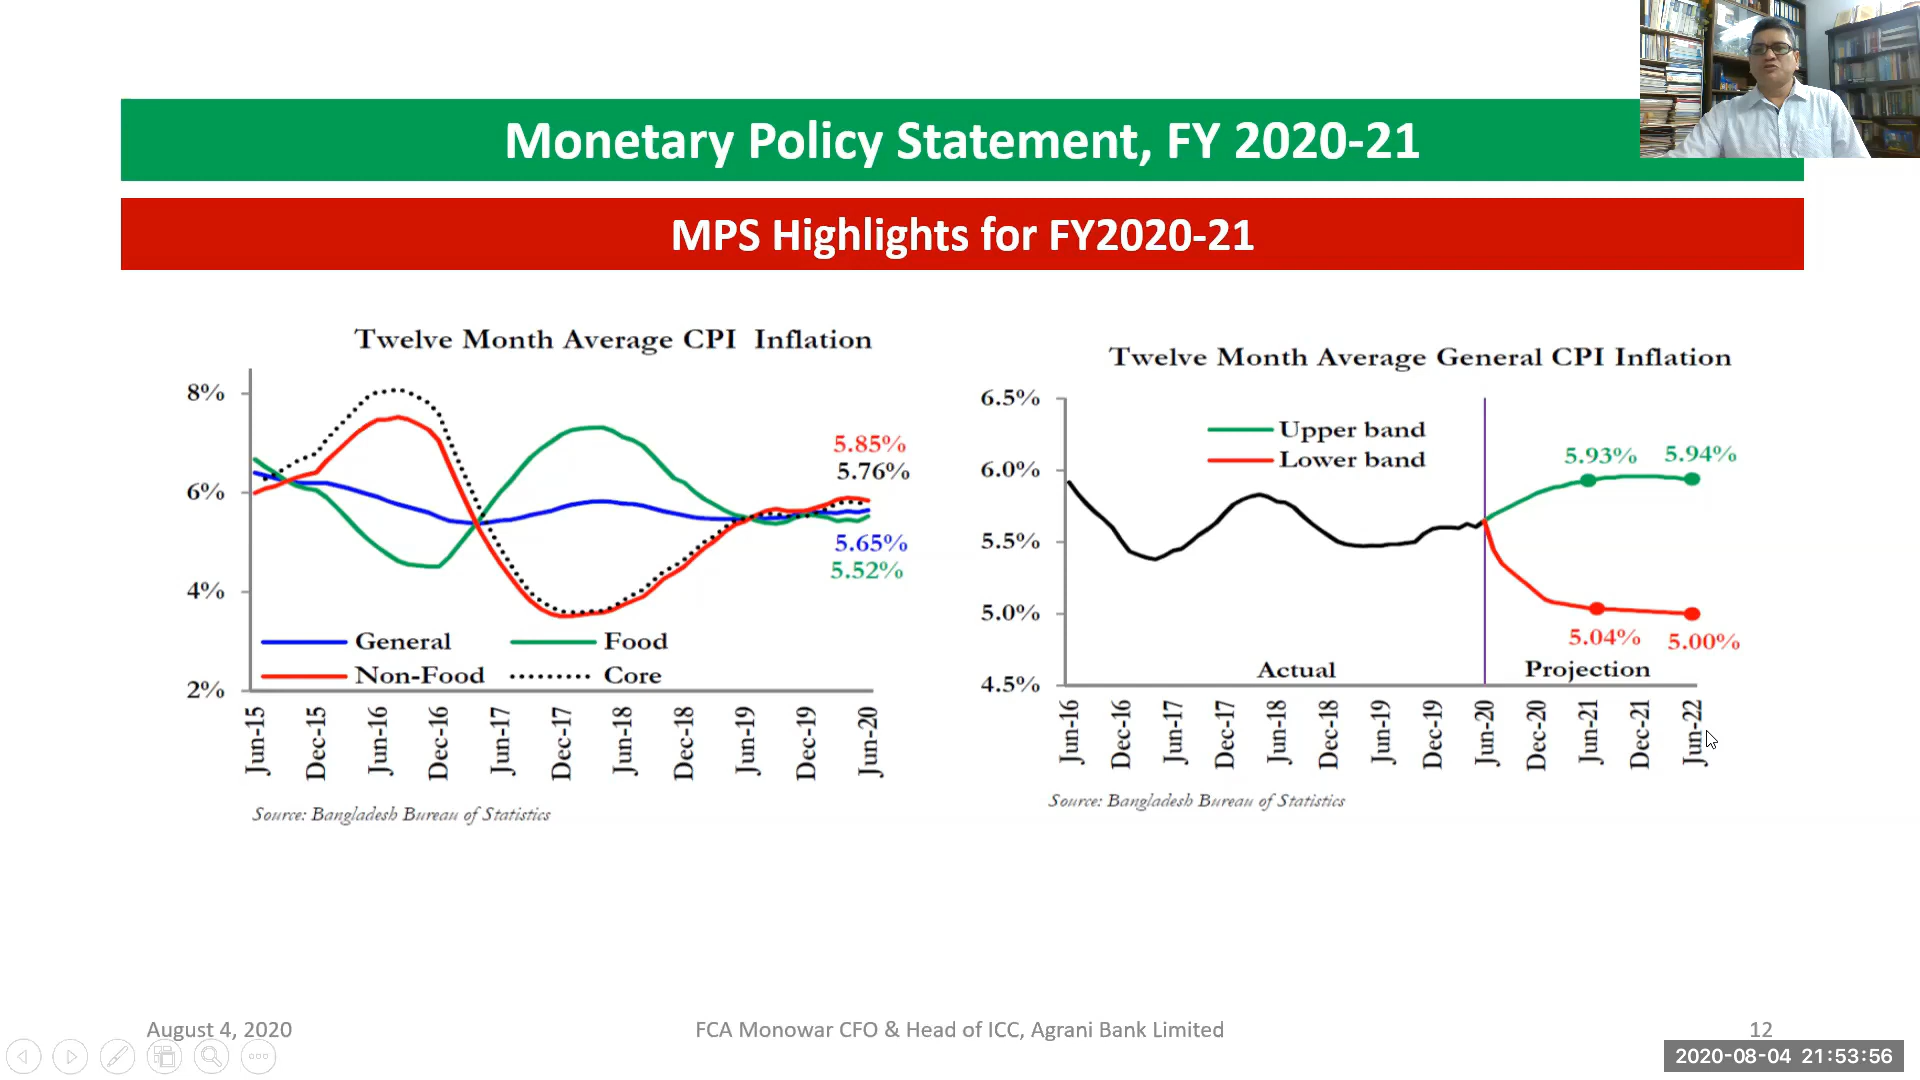 Monetary Policy Statement, FY 2020-21
MPS Highlights for FY2020-21
Twelve Month Average CPI Inflation
8%
6%
4%
2%
5.85%
5.76%
5.65%
5.52%
General
Food
Non-Food
Core
Jun-15
Dec-15
Jun-16
Dec-16
Jun-17
Dec-17
Jun-18
Dec-18
Jun-19
Dec-19
Jun-20
Source: Bangladesh Bureau of Statistics
Twelve Month Average General CPI Inflation
6.5%
6.0%
5.5%
5.0%
4.5%
Upper band
Lower band
5.93%
5.94%
5.04%
5.00%
Actual
Projection
Jun-16
Dec-16
Jun-17
Dec-17
Jun-18
Dec-18
Jun-19
Dec-19
Jun-20
Dec-20
Jun-21
Dec-21
Jun-22
Source: Bangladesh Bureau of Statistics
August 4, 2020
FCA Monowar CFO & Head of ICC, Agrani Bank Limited
12
2020-08-04 21:53:56